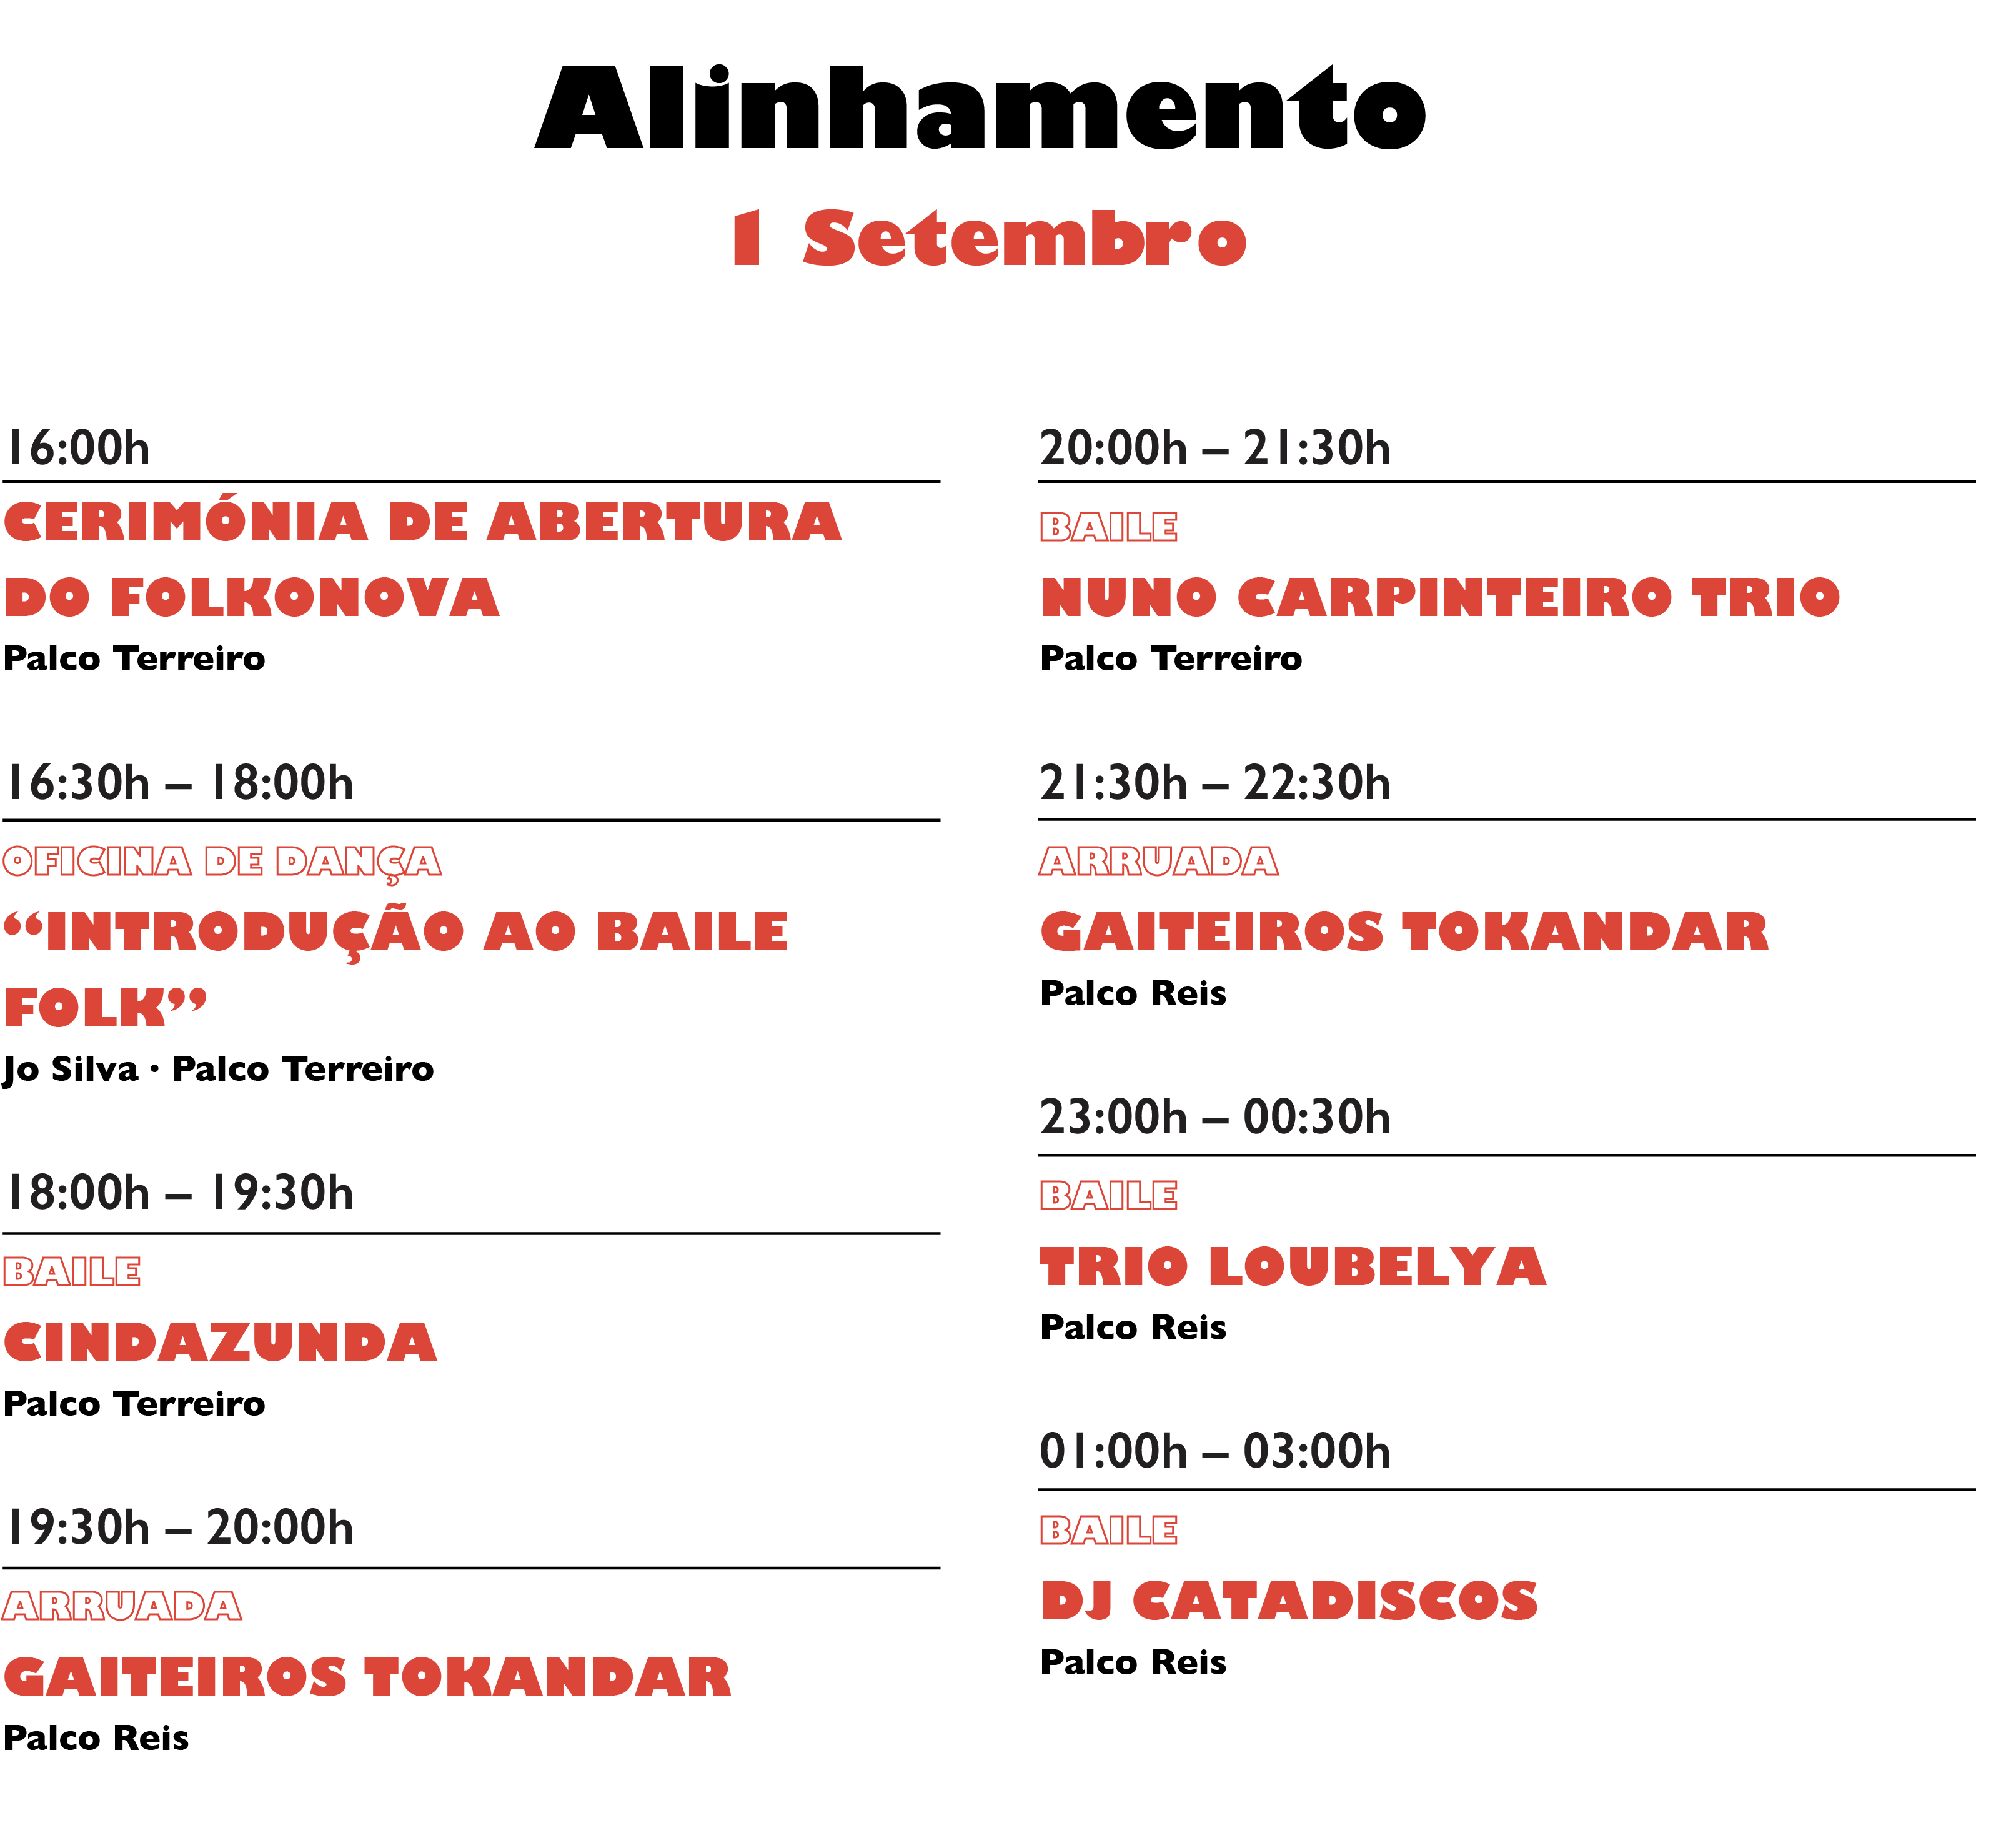 Alinhamento
1 Setembro
16:00h
CERIMÓNIA DE ABERTURA
DO FOLKONOVA
Palco Terreiro
16:30h – 18:00h
OFICINA DE DANÇA
“INTRODUÇÃO AO BAILE
FOLK”
Jo Silva · Palco Terreiro
18:00h – 19:30h
BAILE
CINDAZUNDA
Palco Terreiro
19:30h – 20:00h
ARRUADA
GAITEIROS TOKANDAR
Palco Reis
20:00h – 21:30h
BAILE
NUNO CARPINTEIRO TRIO
Palco Terreiro
21:30h – 22:30h
ARRUADA
GAITEIROS TOKANDAR
Palco Reis
23:00h – 00:30h
BAILE
TRIO LOUBELYA
Palco Reis
01:00h – 03:00h
BAILE
DJ CATADISCOS
Palco Reis